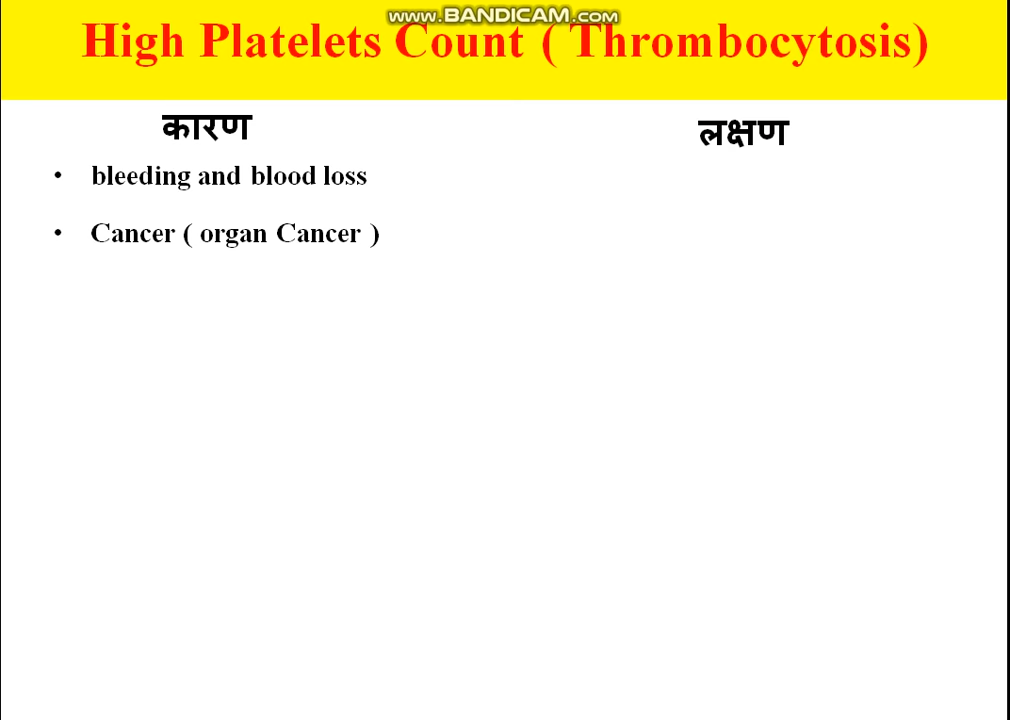 www.BANDICAM.com
High Platelets Count ( Thrombocytosis)
कारण
लक्षण
• bleeding and blood loss
• Cancer ( organ Cancer )